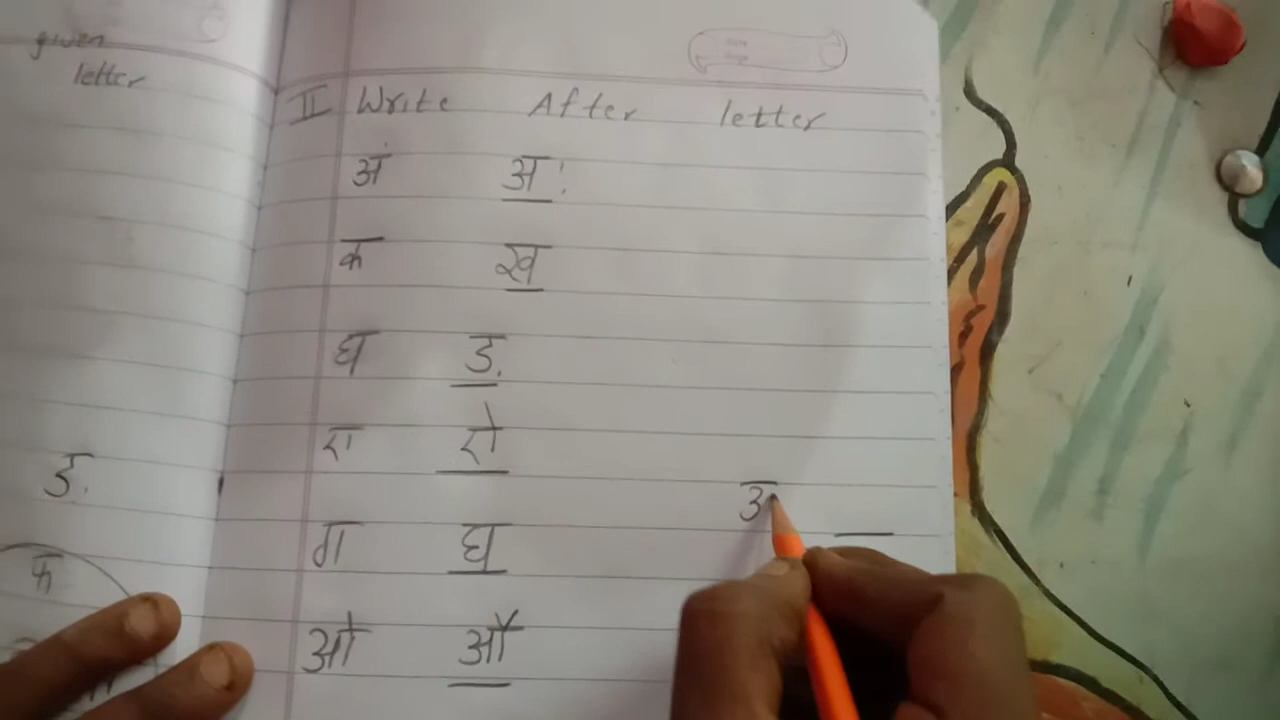 given
letter
II Write After letter
अं अः
क ख
घ ङ
ए ऐ
ङ
ग घ
क
ओ औ